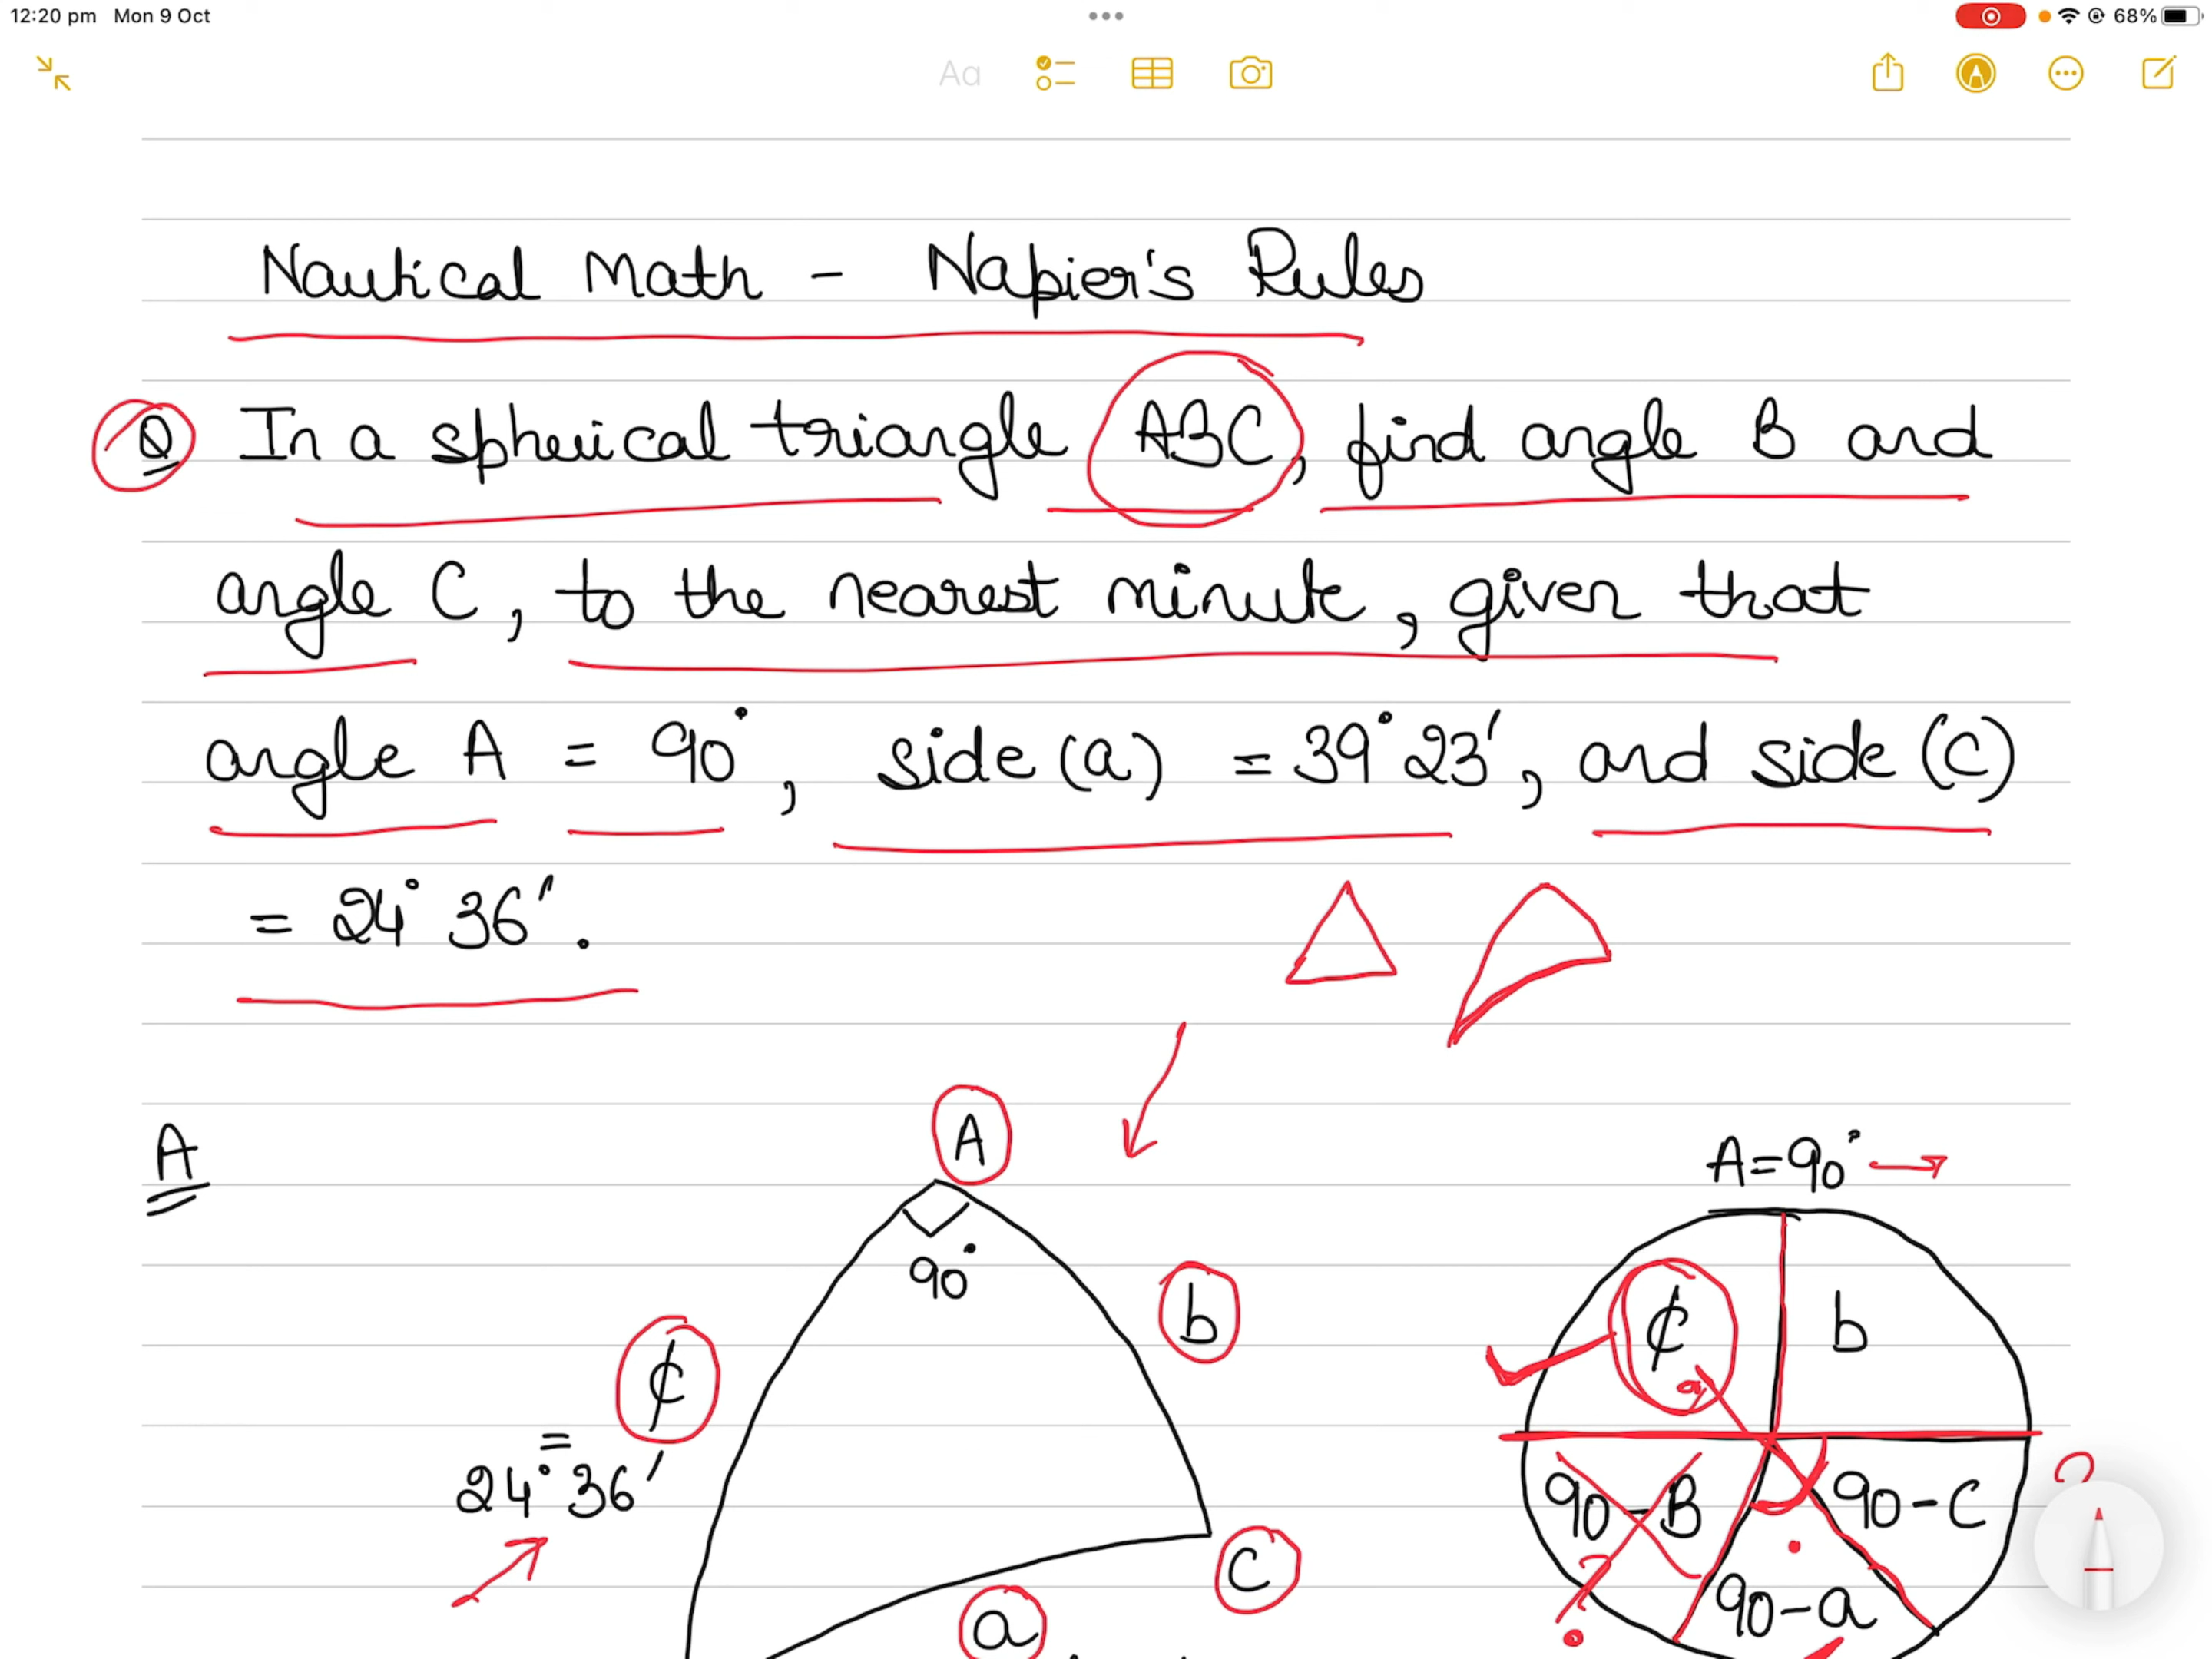 12:20 pm Mon 9 Oct
68%
Aa
Nautical Math - Napier's Rules
Q In a spherical triangle ABC, find angle B and
angle C, to the nearest minute, given that
angle A = 90°, side (a) = 39° 23', and side (C)
= 24° 36'.
A
A
90°
b
¢
=
24° 36'
C
a
A=90°
¢
b
a
90-B
90-C
?
90-a
?